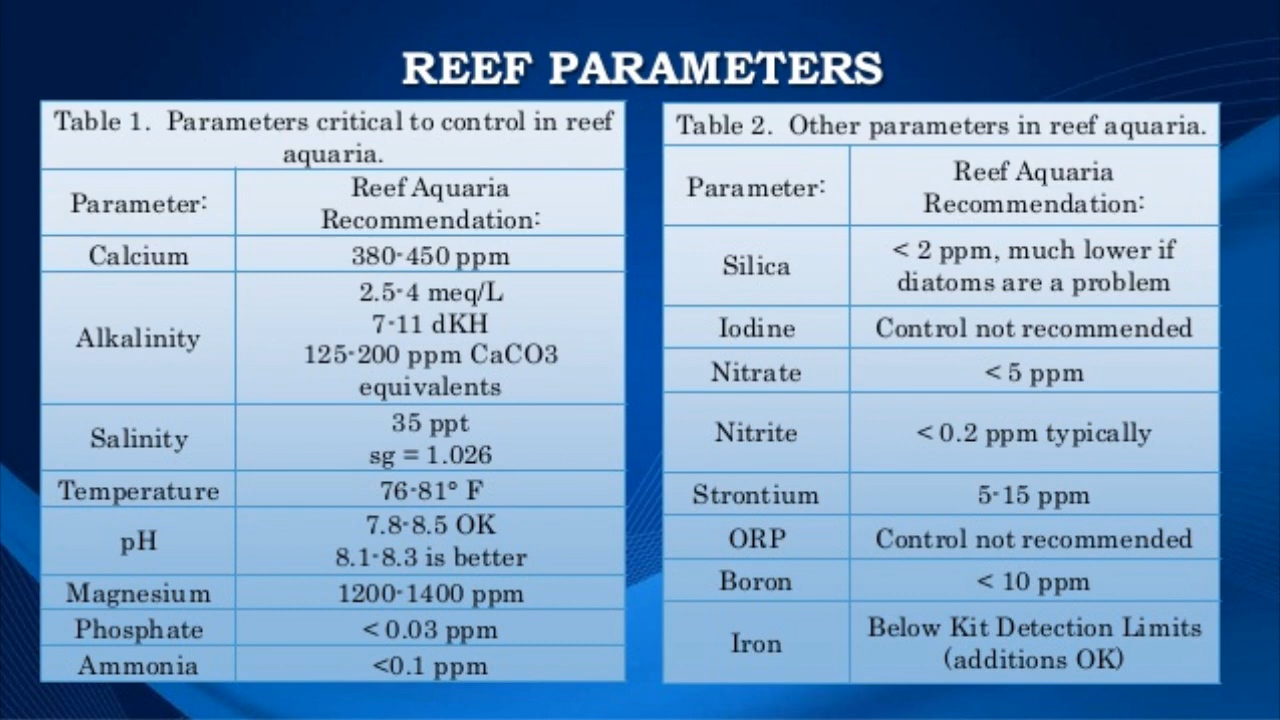 REEF PARAMETERS
Table 1. Parameters critical to control in reef
aquaria.
Parameter:
Reef Aquaria
Recommendation:
Calcium
380-450 ppm
Alkalinity
2.5-4 meq/L
7-11 dKH
125-200 ppm CaCO3
equivalents
Salinity
35 ppt
sg = 1.026
Temperature
76-81° F
pH
7.8-8.5 OK
8.1-8.3 is better
Magnesium
1200-1400 ppm
Phosphate
< 0.03 ppm
Ammonia
<0.1 ppm
Table 2. Other parameters in reef aquaria.
Parameter:
Reef Aquaria
Recommendation:
Silica
< 2 ppm, much lower if
diatoms are a problem
Iodine
Control not recommended
Nitrate
< 5 ppm
Nitrite
< 0.2 ppm typically
Strontium
5-15 ppm
ORP
Control not recommended
Boron
< 10 ppm
Iron
Below Kit Detection Limits
(additions OK)